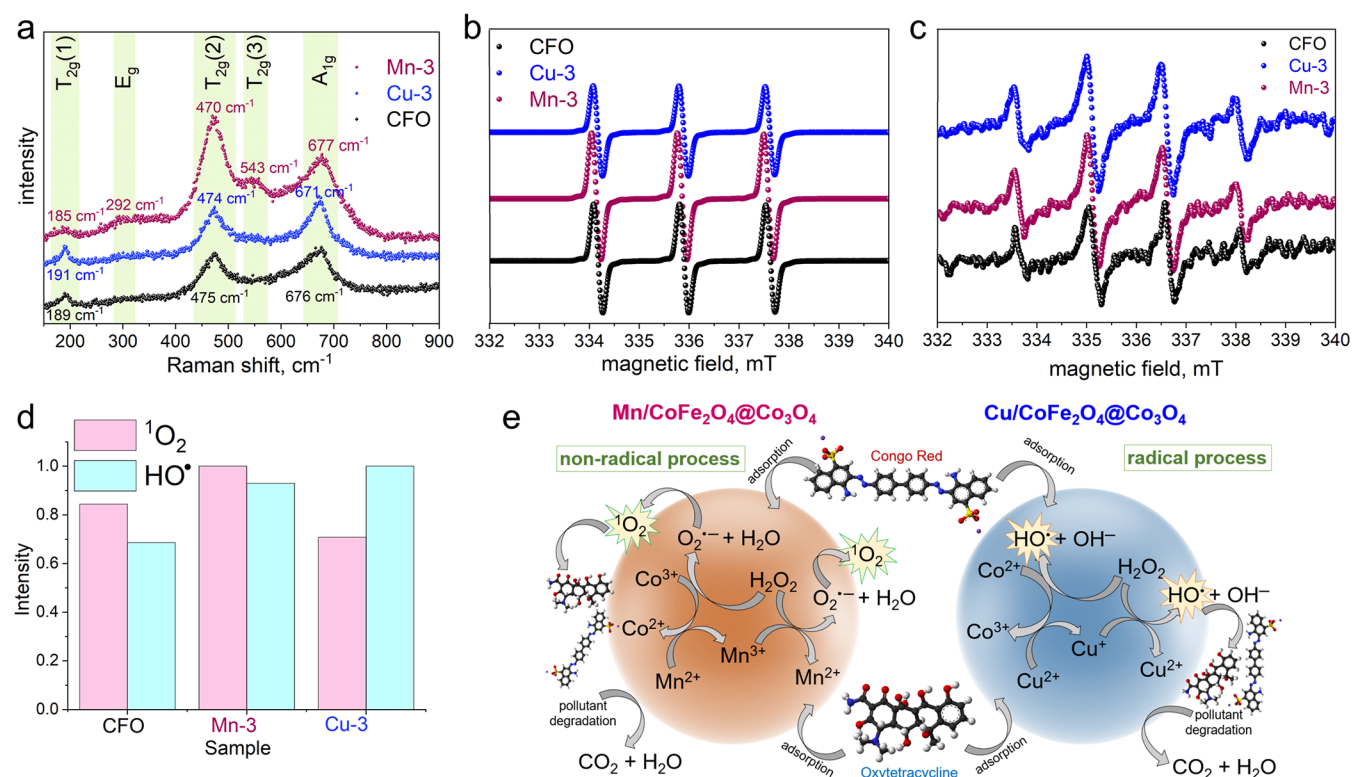 a
T2g(1)
Eg
T2g(2)
T2g(3)
A1g
Mn-3
Cu-3
CFO
470 cm-1
677 cm-1
543 cm-1
292 cm-1
185 cm-1
474 cm-1
671 cm-1
191 cm-1
475 cm-1
676 cm-1
189 cm-1
intensity
200 300 400 500 600 700 800 900
Raman shift, cm-1
b
CFO
Cu-3
Mn-3
332 333 334 335 336 337 338 339 340
magnetic field, mT
c
CFO
Cu-3
Mn-3
332 334 336 338 340
magnetic field, mT
d
1O2
HO•
Intensity
1.0
0.8
0.6
0.4
0.2
0.0
CFO Mn-3 Cu-3
Sample
e
Mn/CoFe2O4@Co3O4
Cu/CoFe2O4@Co3O4
non-radical process
radical process
adsorption
Congo Red
adsorption
1O2
O2•− + H2O
1O2
Co3+
H2O2
O2•− + H2O
Co2+
Mn3+
Mn2+
Mn2+
pollutant
degradation
CO2 + H2O
adsorption
Oxytetracycline
adsorption
HO• + OH−
Co2+
H2O2
HO• + OH−
Co3+
Cu+
Cu2+
Cu2+
pollutant
degradation
CO2 + H2O